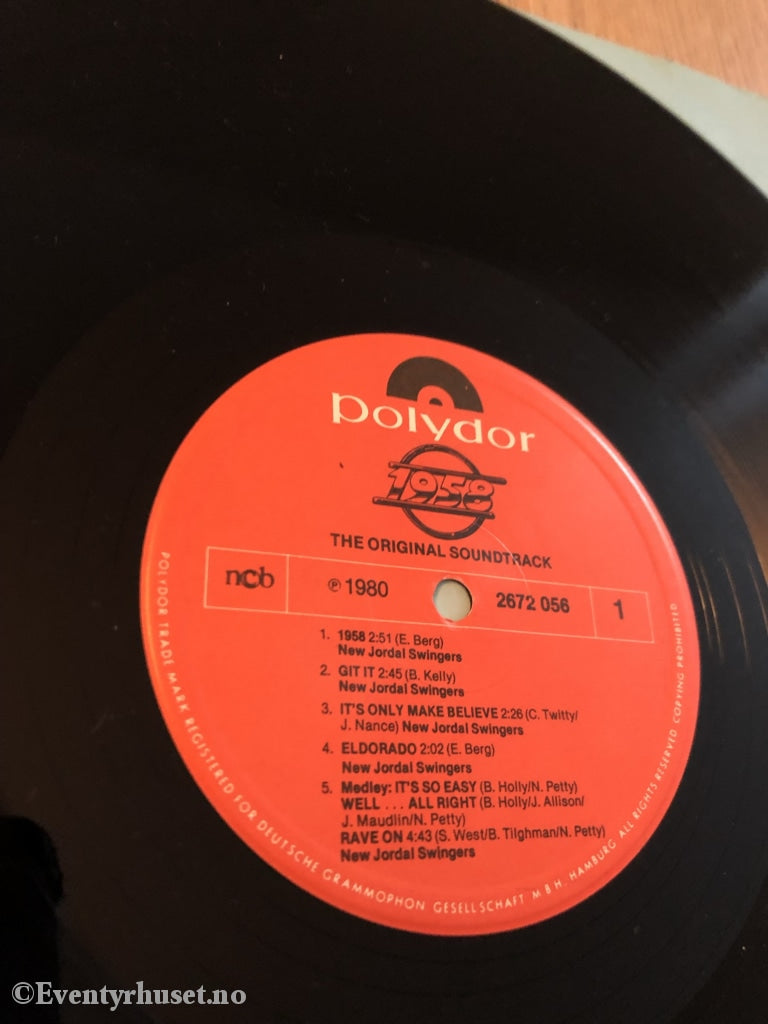 polydor
1958
THE ORIGINAL SOUNDTRACK
ncb ℗ 1980 2672 056 1
1. 1958 2:51 (E. Berg)
New Jordal Swingers
2. GIT IT 2:45 (B. Kelly)
New Jordal Swingers
3. IT'S ONLY MAKE BELIEVE 2:26 (C. Twitty/
J. Nance) New Jordal Swingers
4. ELDORADO 2:02 (E. Berg)
New Jordal Swingers
5. Medley: IT'S SO EASY (B. Holly/N. Petty)
WELL . . . ALL RIGHT (B. Holly/J. Allison/
J. Maudlin/N. Petty)
RAVE ON 4:43 (S. West/B. Tilghman/N. Petty)
New Jordal Swingers
POLYDOR TRADE MARK REGISTERED FOR DEUTSCHE GRAMMOPHON GESELLSCHAFT M B H. HAMBURG ALL RIGHTS RESERVED COPYING PROHIBITED
©Eventyrhuset.no